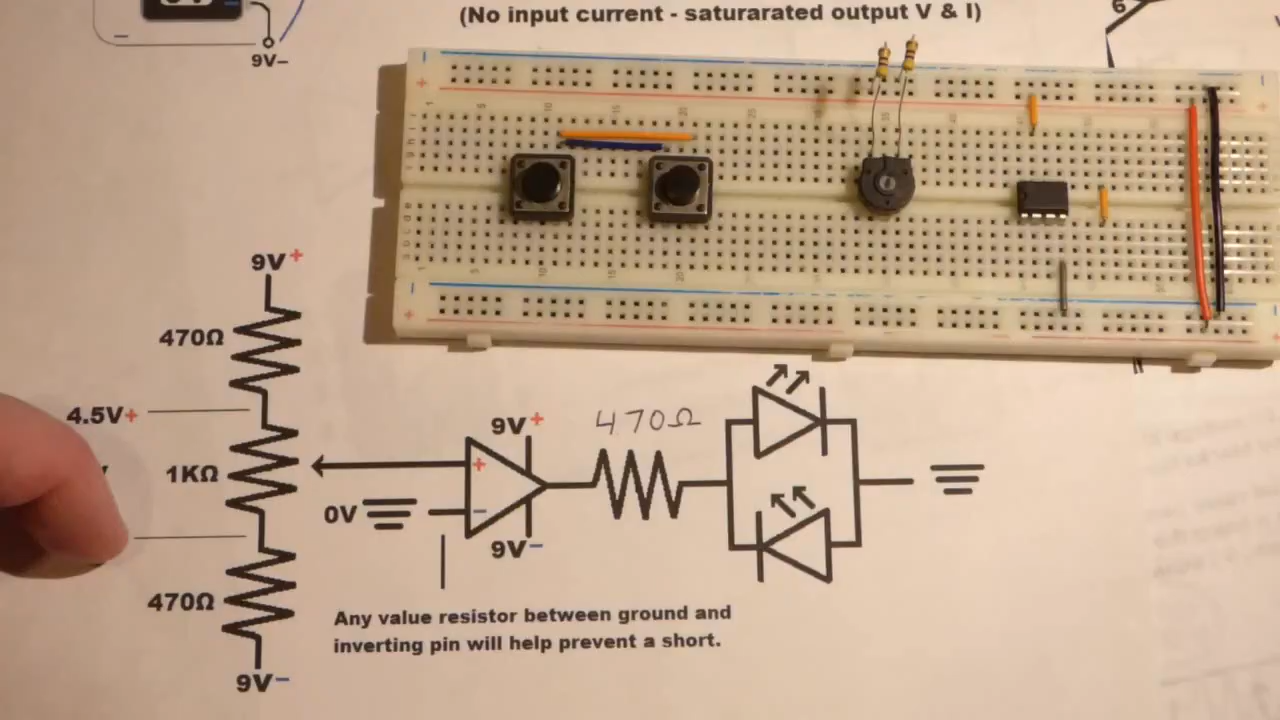 (No input current - saturarated output V & I)
6
9V-
9V+
470Ω
4.5V+
1KΩ
470Ω
9V-
9V+
470Ω
+
0V
-
9V-
Any value resistor between ground and
inverting pin will help prevent a short.